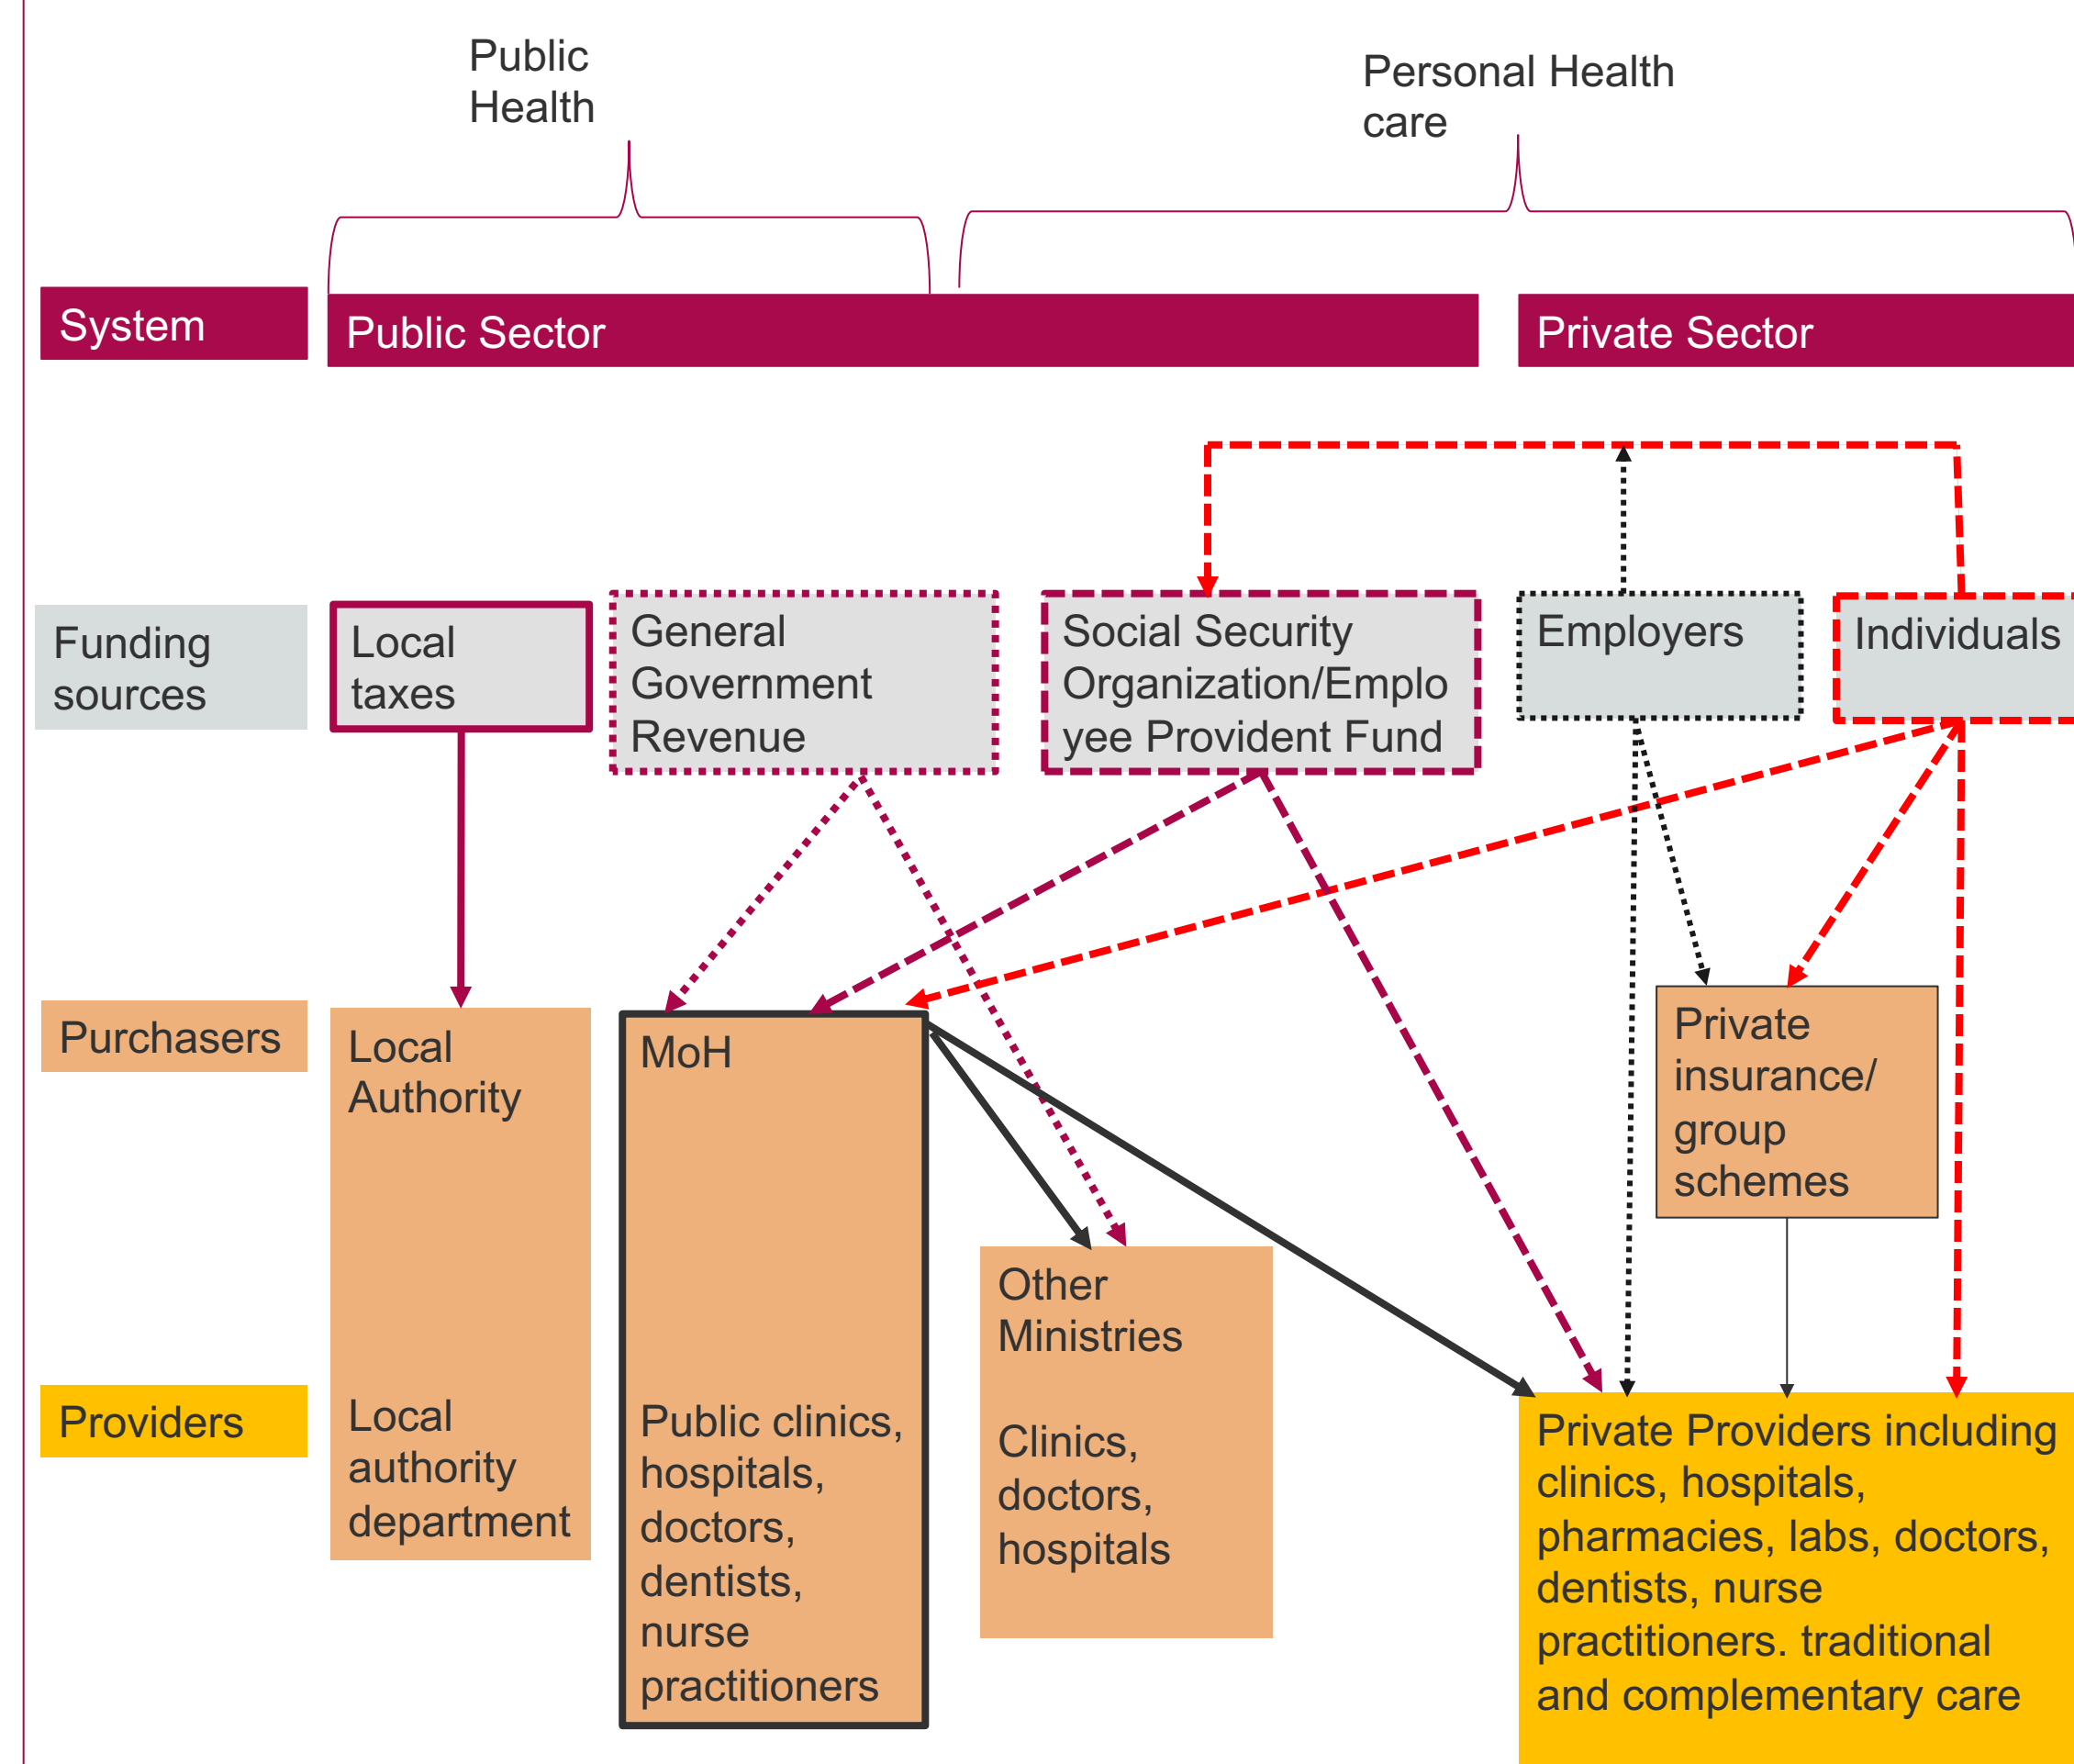 Public
Health
Personal Health
care
System
Public Sector
Private Sector
Funding
sources
Local
taxes
General
Government
Revenue
Social Security
Organization/Emplo
yee Provident Fund
Employers
Individuals
Purchasers
Local
Authority
MoH
Private
insurance/
group
schemes
Other
Ministries
Providers
Local
authority
department
Public clinics,
hospitals,
doctors,
dentists,
nurse
practitioners
Clinics,
doctors,
hospitals
Private Providers including
clinics, hospitals,
pharmacies, labs, doctors,
dentists, nurse
practitioners. traditional
and complementary care